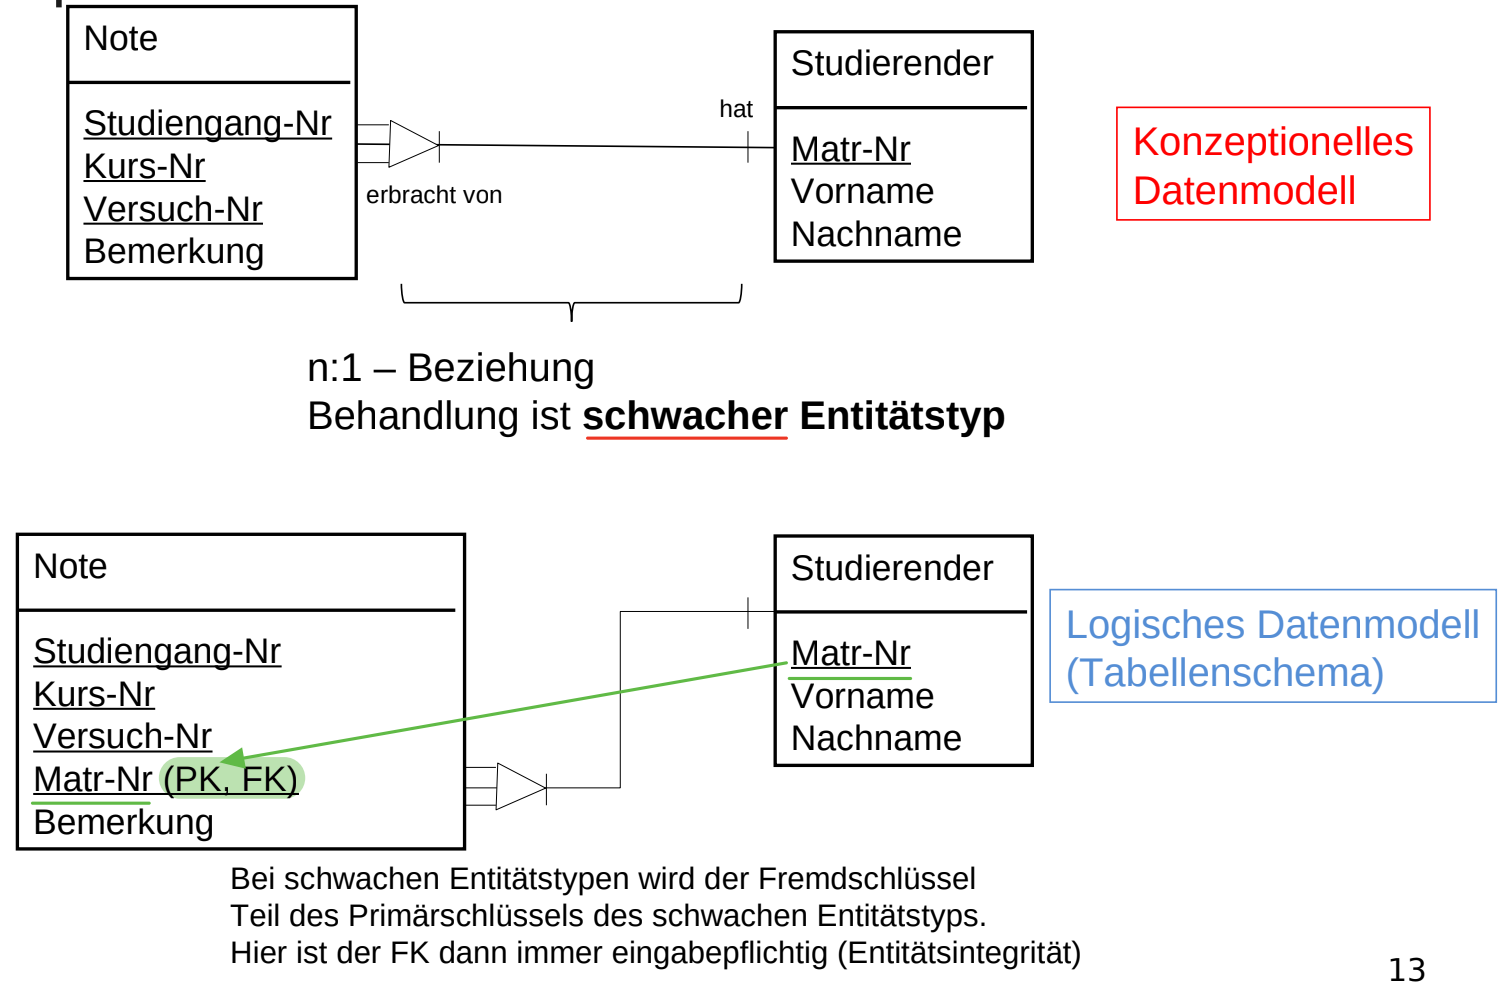 Note
Studiengang-Nr
Kurs-Nr
Versuch-Nr
Bemerkung
erbracht von
hat
Studierender
Matr-Nr
Vorname
Nachname
Konzeptionelles
Datenmodell
n:1 – Beziehung
Behandlung ist schwacher Entitätstyp
Note
Studiengang-Nr
Kurs-Nr
Versuch-Nr
Matr-Nr (PK, FK)
Bemerkung
Studierender
Matr-Nr
Vorname
Nachname
Logisches Datenmodell
(Tabellenschema)
Bei schwachen Entitätstypen wird der Fremdschlüssel
Teil des Primärschlüssels des schwachen Entitätstyps.
Hier ist der FK dann immer eingabepflichtig (Entitätsintegrität)
13